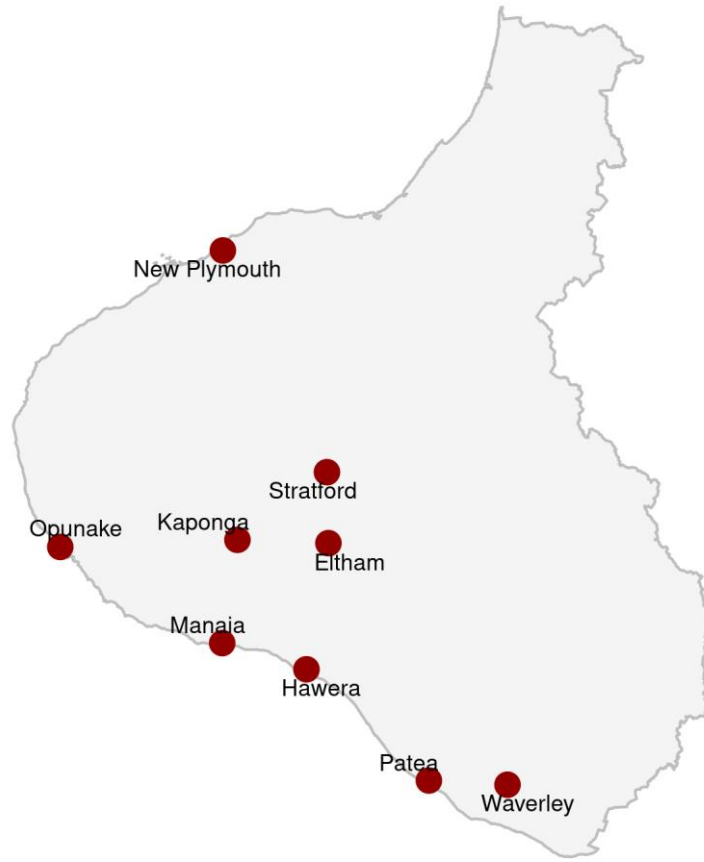 New Plymouth
Stratford
Kaponga
Opunake
Eltham
Manaia
Hawera
Patea
Waverley